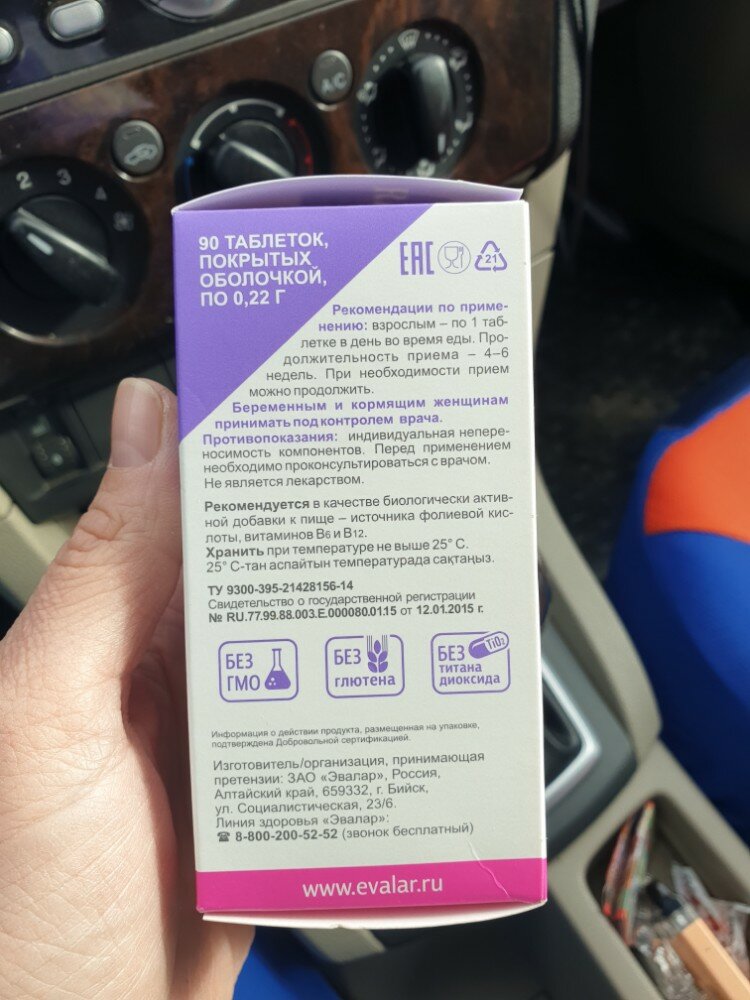 A/C
2 3
90 ТАБЛЕТОК,
ПОКРЫТЫХ
ОБОЛОЧКОЙ,
ПО 0,22 Г
EAC
21
Рекомендации по приме-
нению: взрослым – по 1 таб-
летке в день во время еды. Про-
должительность приема – 4–6
недель. При необходимости прием
можно продолжить.
Беременным и кормящим женщинам
принимать под контролем врача.
Противопоказания: индивидуальная непере-
носимость компонентов. Перед применением
необходимо проконсультироваться с врачом.
Не является лекарством.
Рекомендуется в качестве биологически актив-
ной добавки к пище – источника фолиевой кис-
лоты, витаминов B6 и B12.
Хранить при температуре не выше 25° С.
25° С-тан аспайтын температурада сақтаңыз.
ТУ 9300-395-21428156-14
Свидетельство о государственной регистрации
№ RU.77.99.88.003.Е.000080.01.15 от 12.01.2015 г.
БЕЗ
ГМО
БЕЗ
глютена
БЕЗ TiO2
титана
диоксида
Информация о действии продукта, размещенная на упаковке,
подтверждена Добровольной сертификацией.
Изготовитель/организация, принимающая
претензии: ЗАО «Эвалар», Россия,
Алтайский край, 659332, г. Бийск,
ул. Социалистическая, 23/6.
Линия здоровья «Эвалар»:
☎ 8-800-200-52-52 (звонок бесплатный)
www.evalar.ru